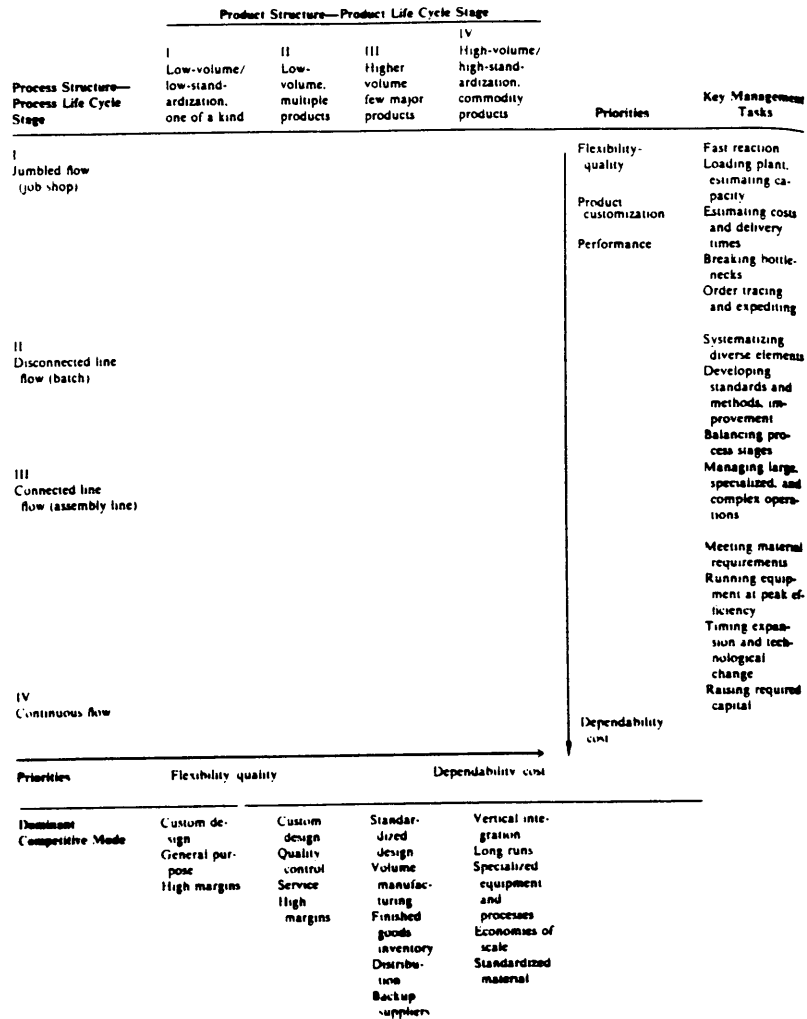 Product Structure—Product Life Cycle Stage
Process Structure—
Process Life Cycle
Stage
I
Low-volume/
low-stand-
ardization,
one of a kind
II
Low-
volume,
multiple
products
III
Higher
volume
few major
products
IV
High-volume/
high-stand-
ardization,
commodity
products
Priorities
Key Management
Tasks
I
Jumbled flow
(job shop)
Flexibility-
quality
Product
customization
Performance
Fast reaction
Loading plant,
estimating ca-
pacity
Estimating costs
and delivery
times
Breaking bottle-
necks
Order tracing
and expediting
II
Disconnected line
flow (batch)
Systematizing
diverse elements
Developing
standards and
methods, im-
provement
Balancing pro-
cess stages
Managing large,
specialized, and
complex opera-
tions
III
Connected line
flow (assembly line)
Meeting material
requirements
Running equip-
ment at peak ef-
ficiency
Timing expan-
sion and tech-
nological
change
Raising required
capital
IV
Continuous flow
Dependability
cost
Priorities
Flexibility quality
Dependability cost
Dominant
Competitive Mode
Custom de-
sign
General pur-
pose
High margins
Custom
design
Quality
control
Service
High
margins
Standar-
dized
design
Volume
manufac-
turing
Finished
goods
inventory
Distribu-
tion
Backup
suppliers
Vertical inte-
gration
Long runs
Specialized
equipment
and
processes
Economies of
scale
Standardized
material